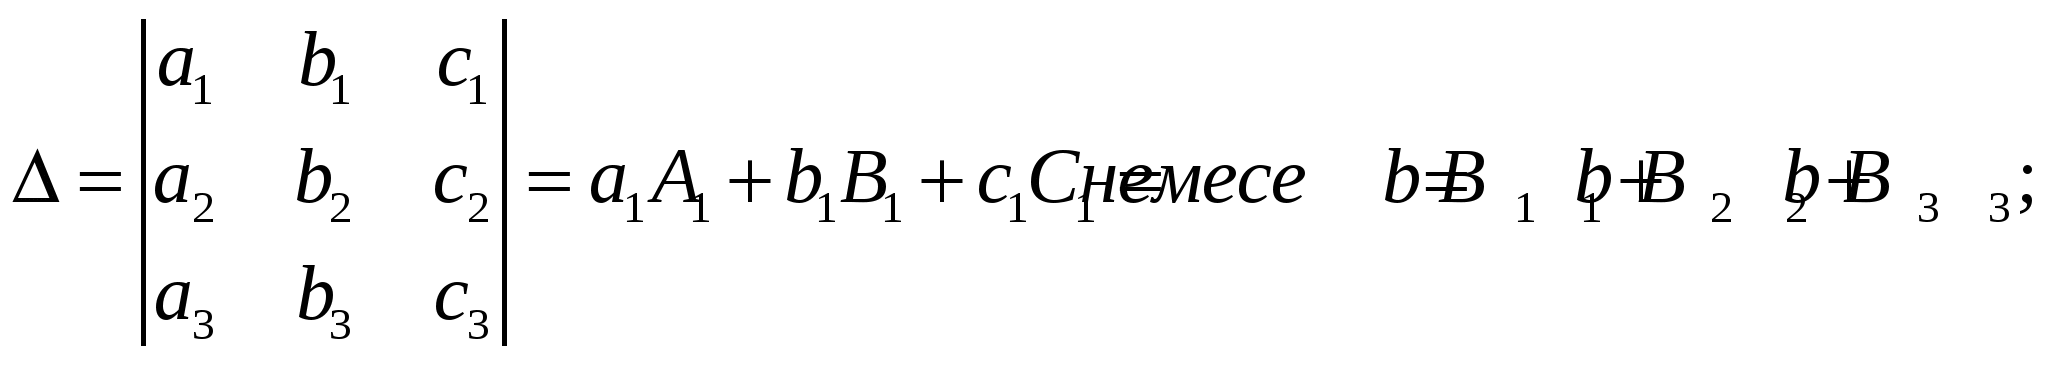 a₁ b₁ c₁
Δ = a₂ b₂ c₂ = a₁A₁ + b₁B₁ + c₁C₁ немесе = b₁B₁ + b₂B₂ + b₃B₃;
a₃ b₃ c₃